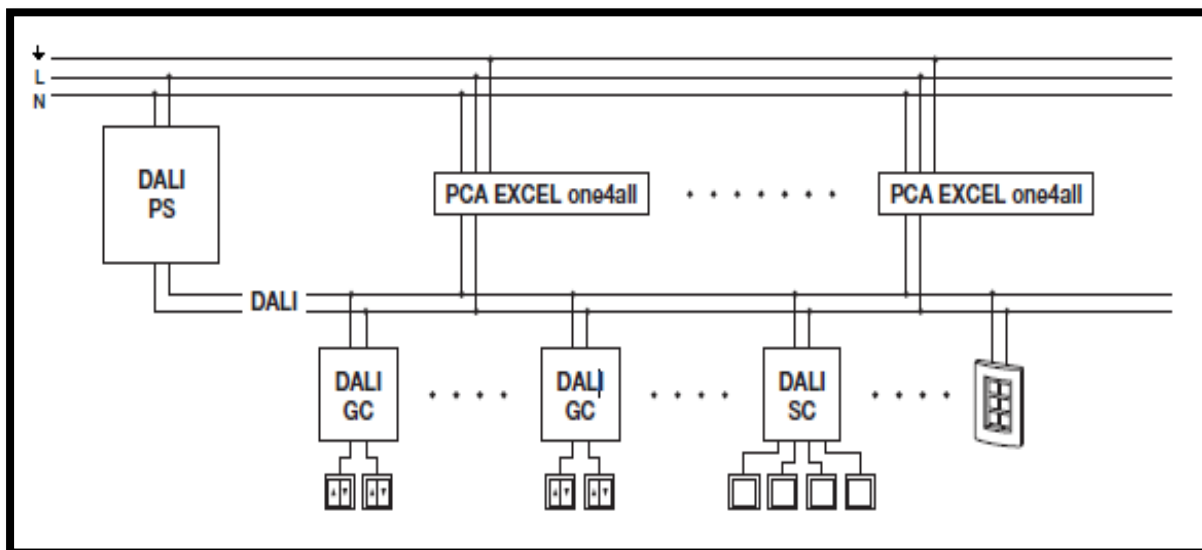 L
N
DALI
PS
PCA EXCEL one4all
PCA EXCEL one4all
DALI
DALI
GC
DALI
GC
DALI
SC